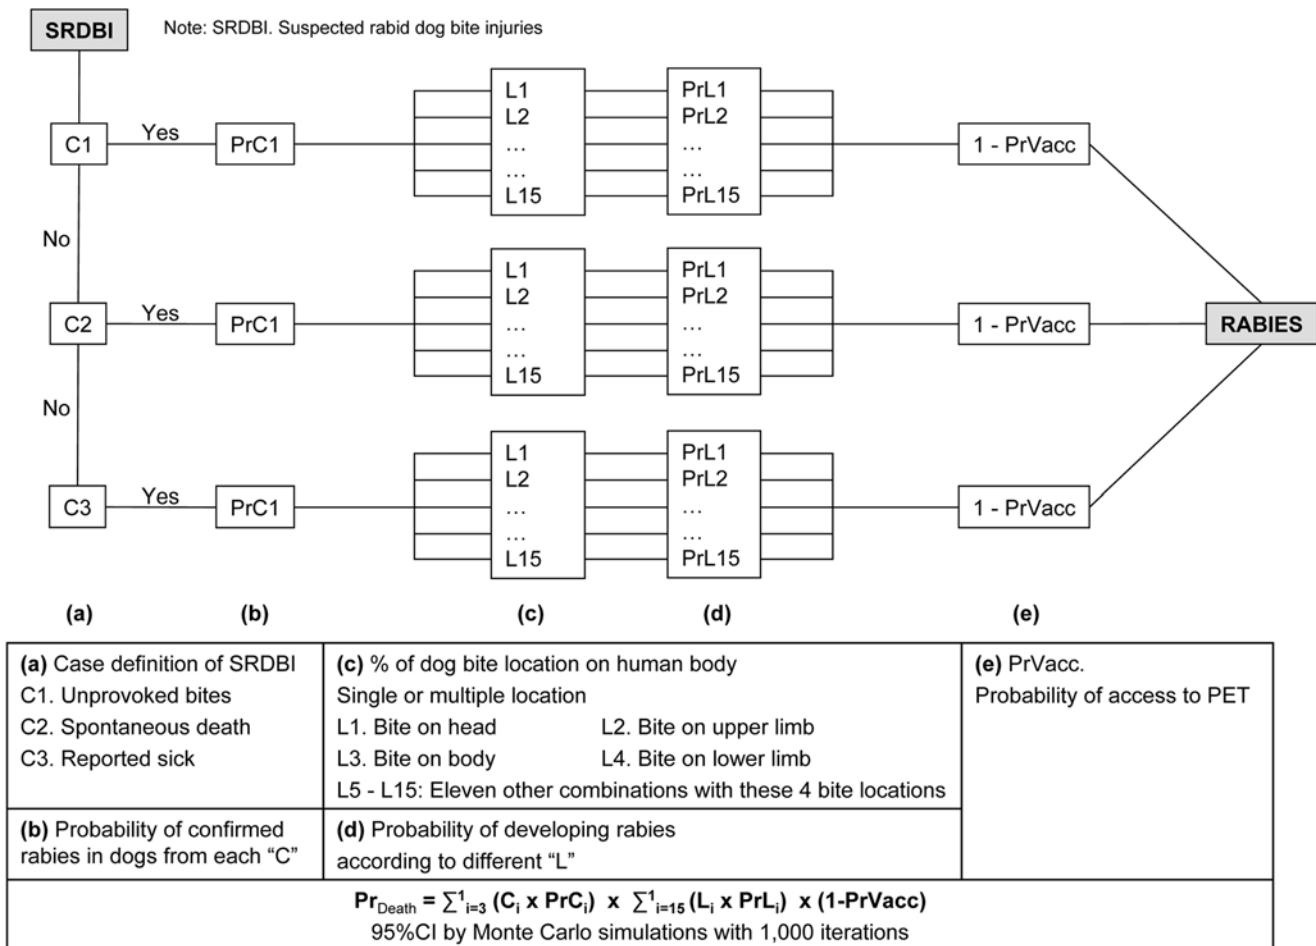 SRDBI
Note: SRDBI. Suspected rabid dog bite injuries
C1
Yes
PrC1
L1
L2
…
…
L15
PrL1
PrL2
…
…
PrL15
1 - PrVacc
No
C2
Yes
PrC1
L1
L2
…
…
L15
PrL1
PrL2
…
…
PrL15
1 - PrVacc
RABIES
No
C3
Yes
PrC1
L1
L2
…
…
L15
PrL1
PrL2
…
…
PrL15
1 - PrVacc
(a) (b) (c) (d) (e)
(a) Case definition of SRDBI
C1. Unprovoked bites
C2. Spontaneous death
C3. Reported sick
(c) % of dog bite location on human body
Single or multiple location
L1. Bite on head L2. Bite on upper limb
L3. Bite on body L4. Bite on lower limb
L5 - L15: Eleven other combinations with these 4 bite locations
(e) PrVacc.
Probability of access to PET
(b) Probability of confirmed
rabies in dogs from each “C”
(d) Probability of developing rabies
according to different “L”
Pr_Death = ∑¹ᵢ₌₃ (Cᵢ x PrCᵢ) x ∑¹ᵢ₌₁₅ (Lᵢ x PrLᵢ) x (1-PrVacc)
95%CI by Monte Carlo simulations with 1,000 iterations